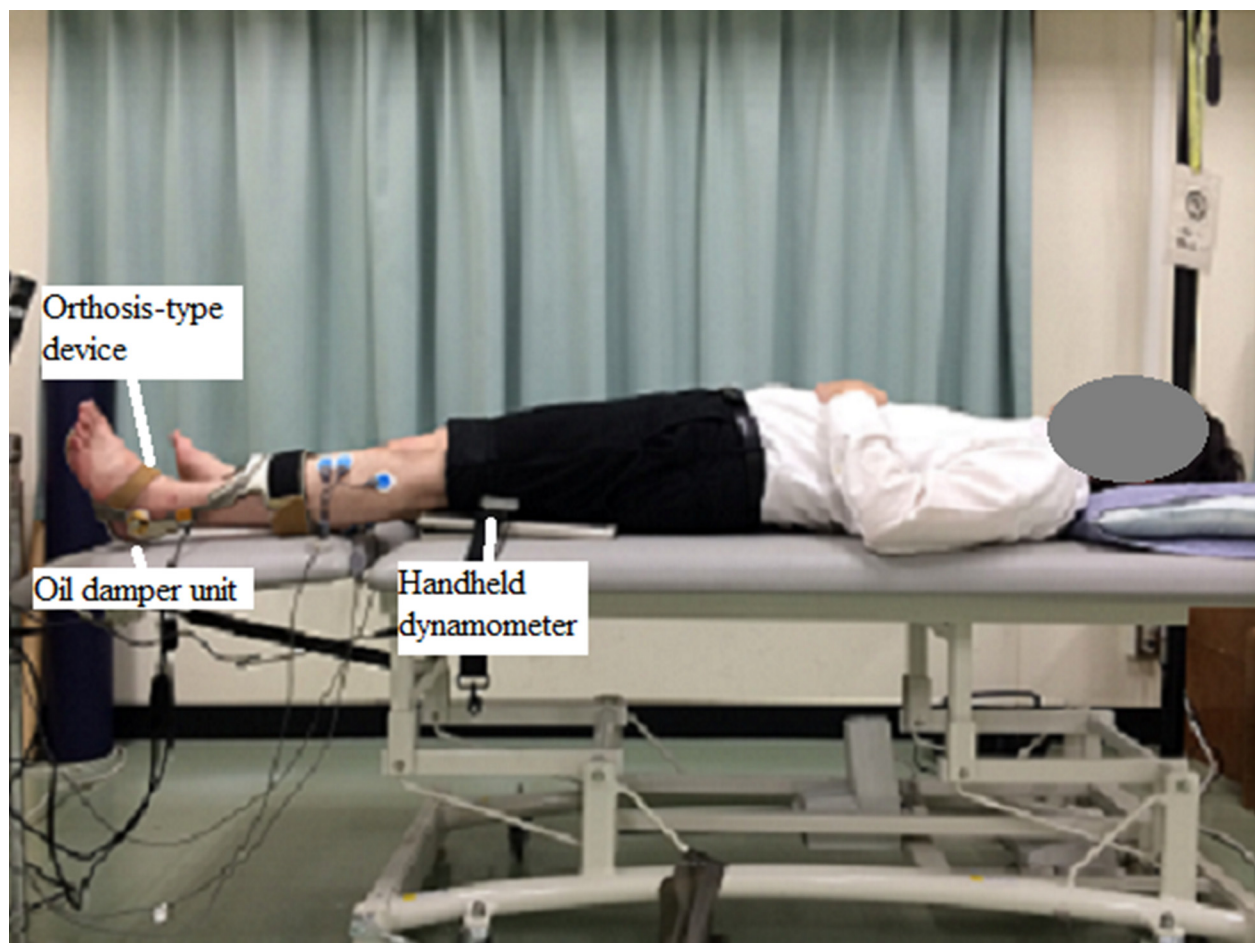 Orthosis-type
device
Oil damper unit
Handheld
dynamometer